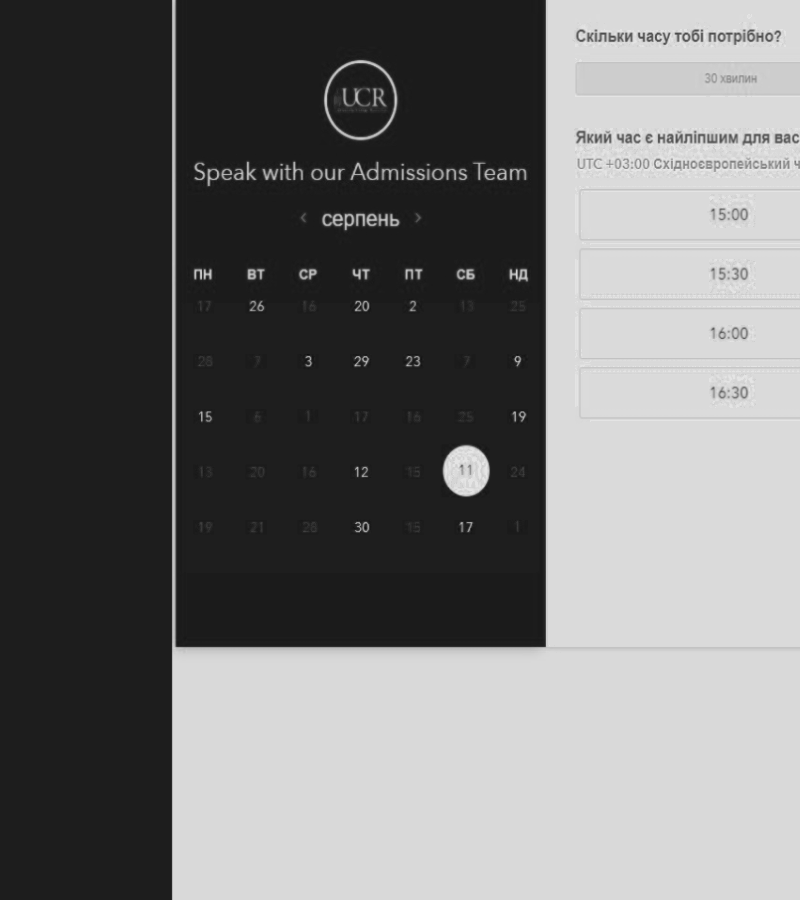 UCR
Speak with our Admissions Team
‹ серпень ›
ПН ВТ СР ЧТ ПТ СБ НД
17 26 16 20 2 13 25
28 7 3 29 23 7 9
15 6 1 17 16 25 19
13 20 16 12 15 11 24
19 21 28 30 15 17 1
Скільки часу тобі потрібно?
30 хвилин
Який час є найліпшим для вас
UTC +03:00 Східноєвропейський ч
15:00
15:30
16:00
16:30